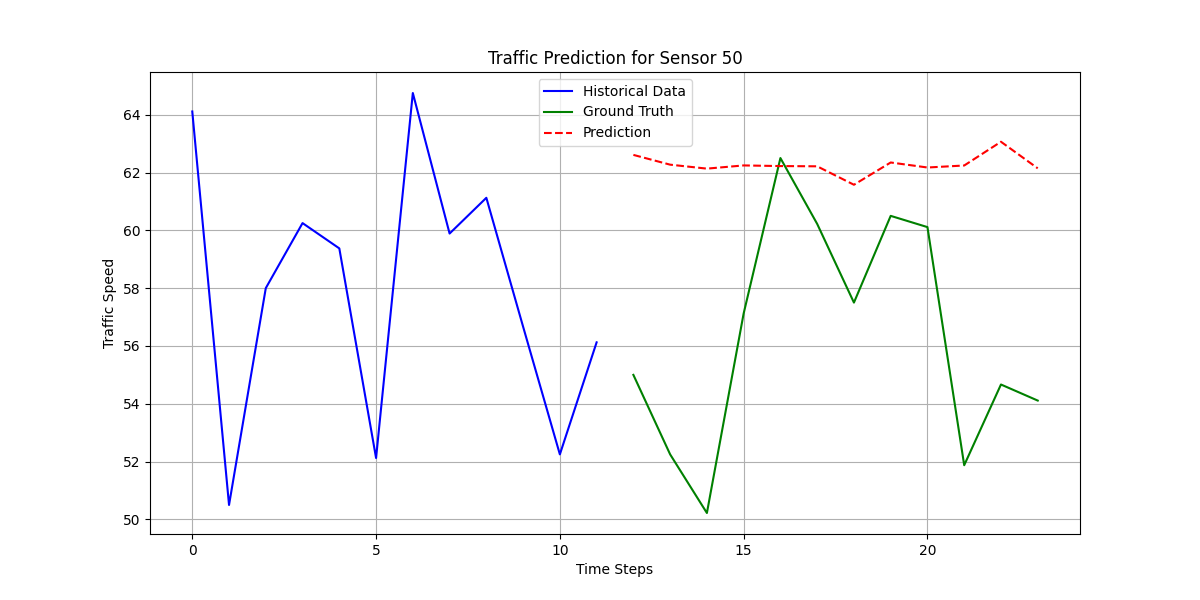 Traffic Prediction for Sensor 50
Historical Data
Ground Truth
Prediction
Traffic Speed
64
62
60
58
56
54
52
50
0 5 10 15 20
Time Steps